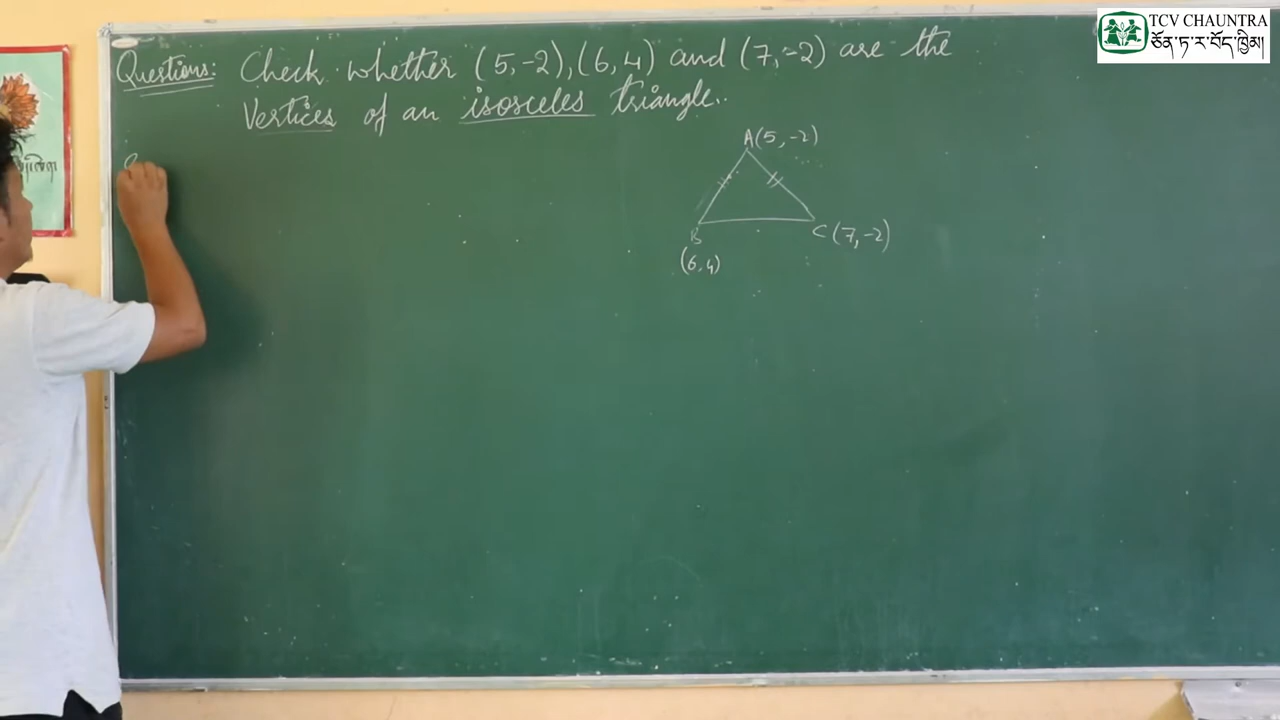 TCV CHAUNTRA
ཅོན་ཏ་ར་བོད་ཁྱིམ།
Questions: Check whether (5,-2),(6,4) and (7,-2) are the
vertices of an isosceles triangle.
A(5,-2)
B
C(7,-2)
(6,4)